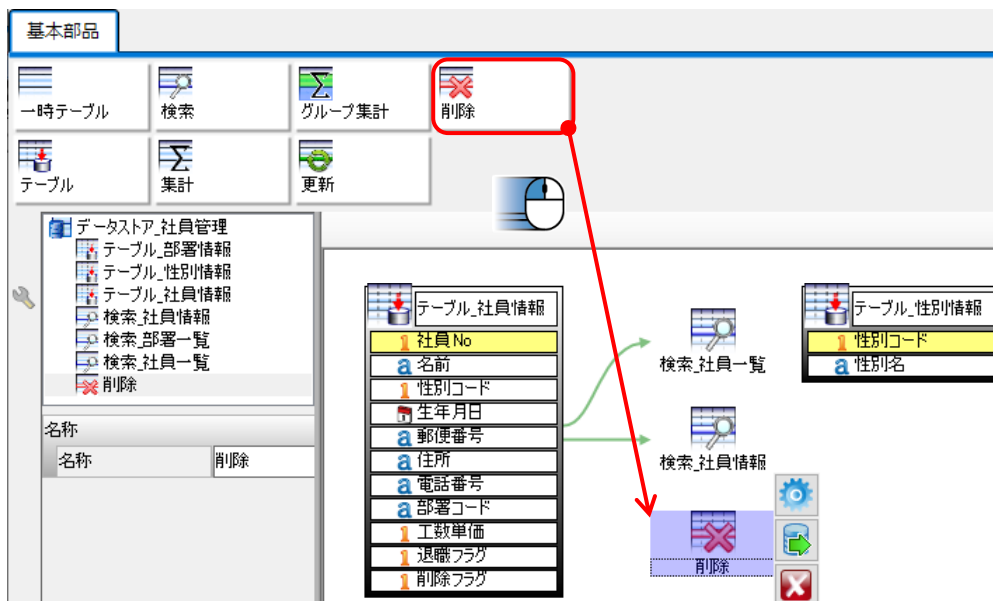 基本部品
一時テーブル
検索
グループ集計
削除
テーブル
集計
更新
データストア_社員管理
テーブル_部署情報
テーブル_性別情報
テーブル_社員情報
検索_社員情報
検索_部署一覧
検索_社員一覧
削除
名称
名称
削除
テーブル_社員情報
1 社員No
a 名前
1 性別コード
生年月日
a 郵便番号
a 住所
a 電話番号
a 部署コード
1 工数単価
1 退職フラグ
1 削除フラグ
検索_社員一覧
検索_社員情報
削除
テーブル_性別情報
1 性別コード
a 性別名